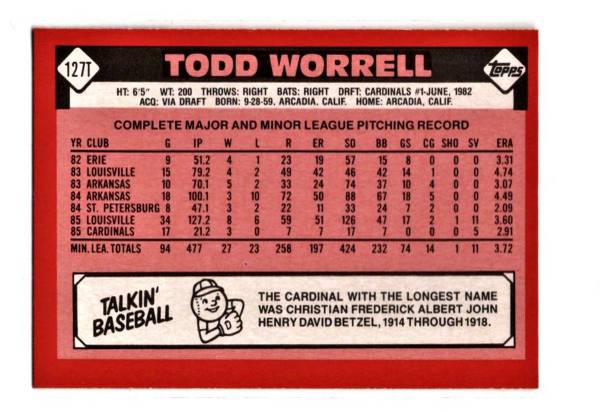 127T
TODD WORRELL
TOPPS
HT: 6'5" WT: 200 THROWS: RIGHT BATS: RIGHT DRFT: CARDINALS #1-JUNE, 1982
ACQ: VIA DRAFT BORN: 9-28-59, ARCADIA, CALIF. HOME: ARCADIA, CALIF.
COMPLETE MAJOR AND MINOR LEAGUE PITCHING RECORD
YR CLUB G IP W L R ER SO BB GS CG SHO SV ERA
82 ERIE 9 51.2 4 1 23 19 57 15 8 0 0 0 3.31
83 LOUISVILLE 15 79.2 4 2 49 42 46 42 14 1 0 0 4.74
83 ARKANSAS 10 70.1 5 2 33 24 74 37 10 4 0 0 3.07
84 ARKANSAS 18 100.1 3 10 72 50 88 67 18 5 0 0 4.49
84 ST. PETERSBURG 8 47.1 3 2 22 11 33 24 7 2 0 0 2.09
85 LOUISVILLE 34 127.2 8 6 59 51 126 47 17 2 1 11 3.60
85 CARDINALS 17 21.2 3 0 7 7 17 7 0 0 0 5 2.91
MIN. LEA. TOTALS 94 477 27 23 258 197 424 232 74 14 1 11 3.72
TALKIN'
BASEBALL
D
THE CARDINAL WITH THE LONGEST NAME
WAS CHRISTIAN FREDERICK ALBERT JOHN
HENRY DAVID BETZEL, 1914 THROUGH 1918.